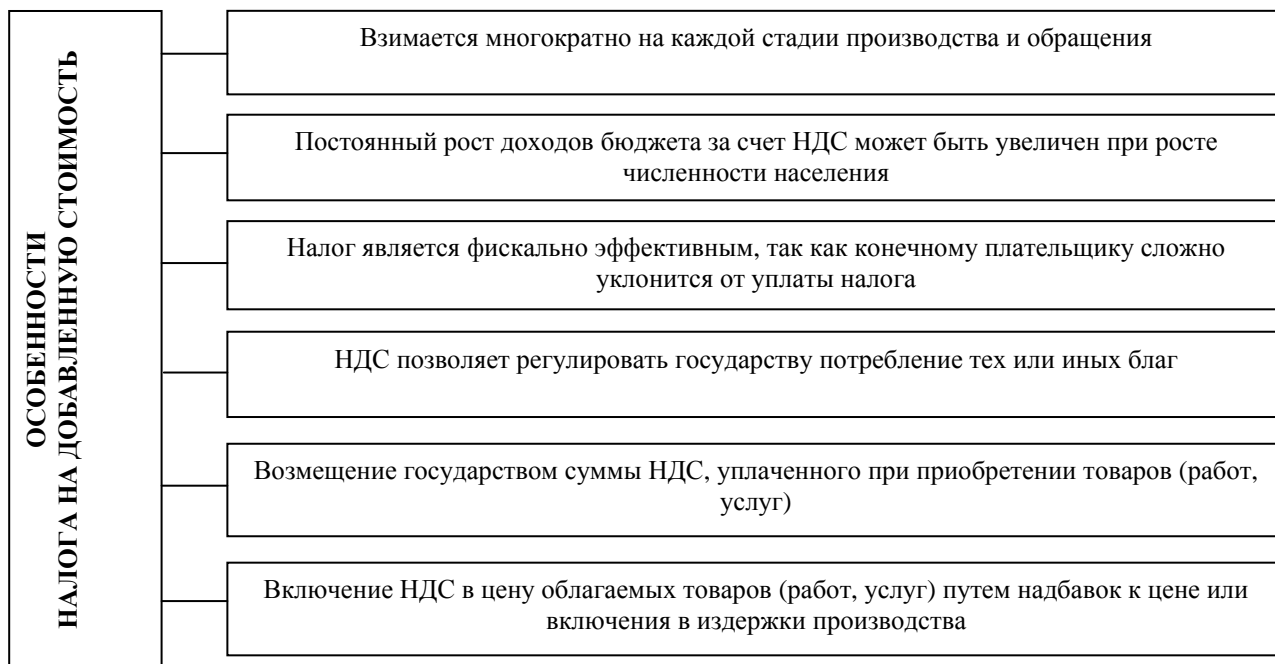 ОСОБЕННОСТИ
НАЛОГА НА ДОБАВЛЕННУЮ СТОИМОСТЬ
Взимается многократно на каждой стадии производства и обращения
Постоянный рост доходов бюджета за счет НДС может быть увеличен при росте
численности населения
Налог является фискально эффективным, так как конечному плательщику сложно
уклонится от уплаты налога
НДС позволяет регулировать государству потребление тех или иных благ
Возмещение государством суммы НДС, уплаченного при приобретении товаров (работ,
услуг)
Включение НДС в цену облагаемых товаров (работ, услуг) путем надбавок к цене или
включения в издержки производства